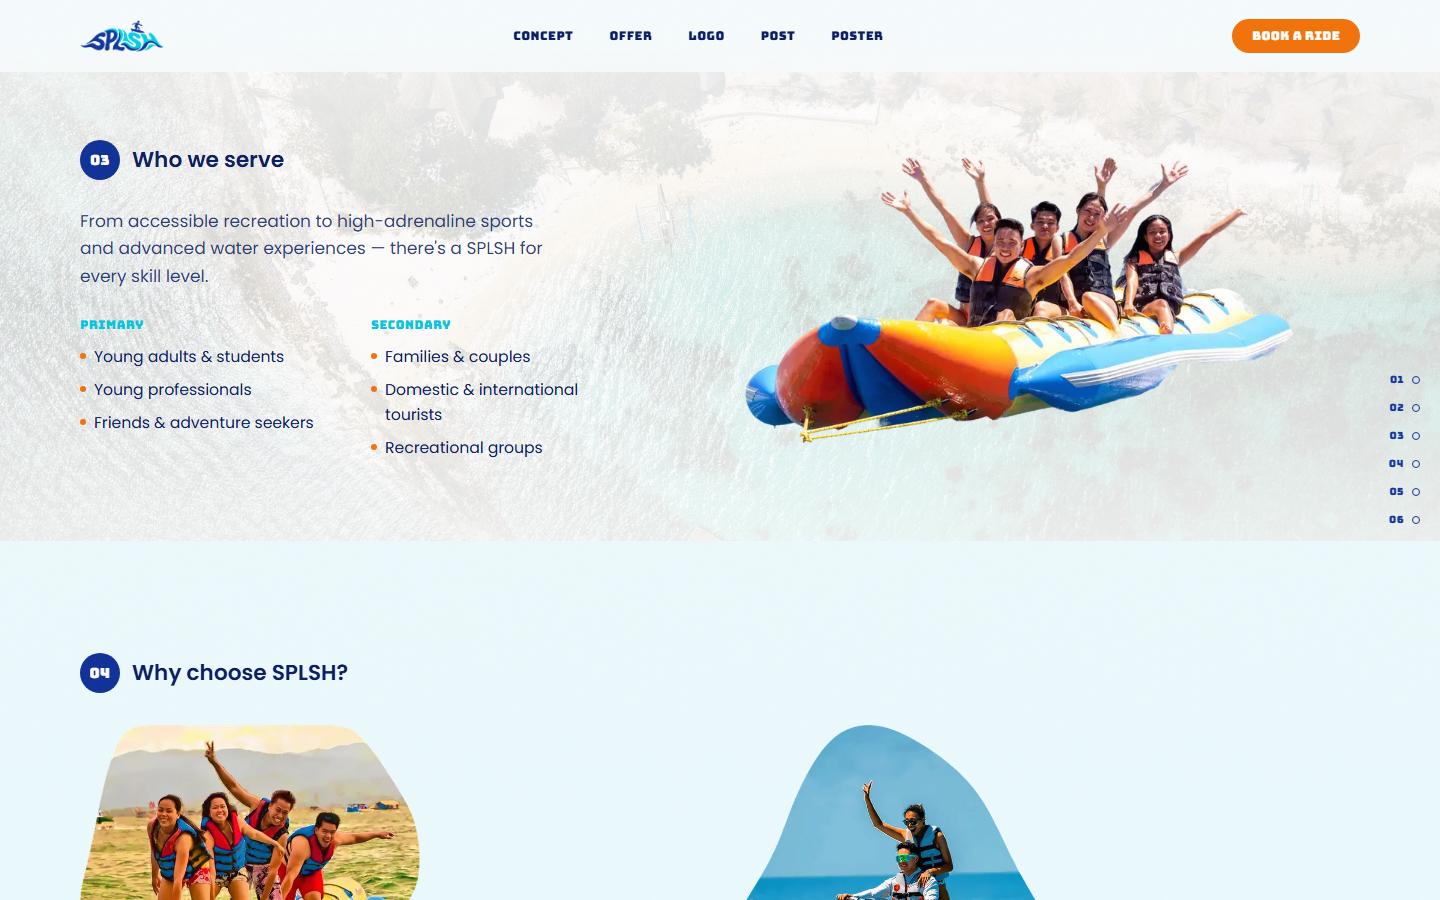 SPLSH
CONCEPT
OFFER
LOGO
POST
POSTER
BOOK A RIDE
03
Who we serve
From accessible recreation to high-adrenaline sports
and advanced water experiences — there's a SPLSH for
every skill level.
PRIMARY
Young adults & students
Young professionals
Friends & adventure seekers
SECONDARY
Families & couples
Domestic & international
tourists
Recreational groups
01
02
03
04
05
06
04
Why choose SPLSH?